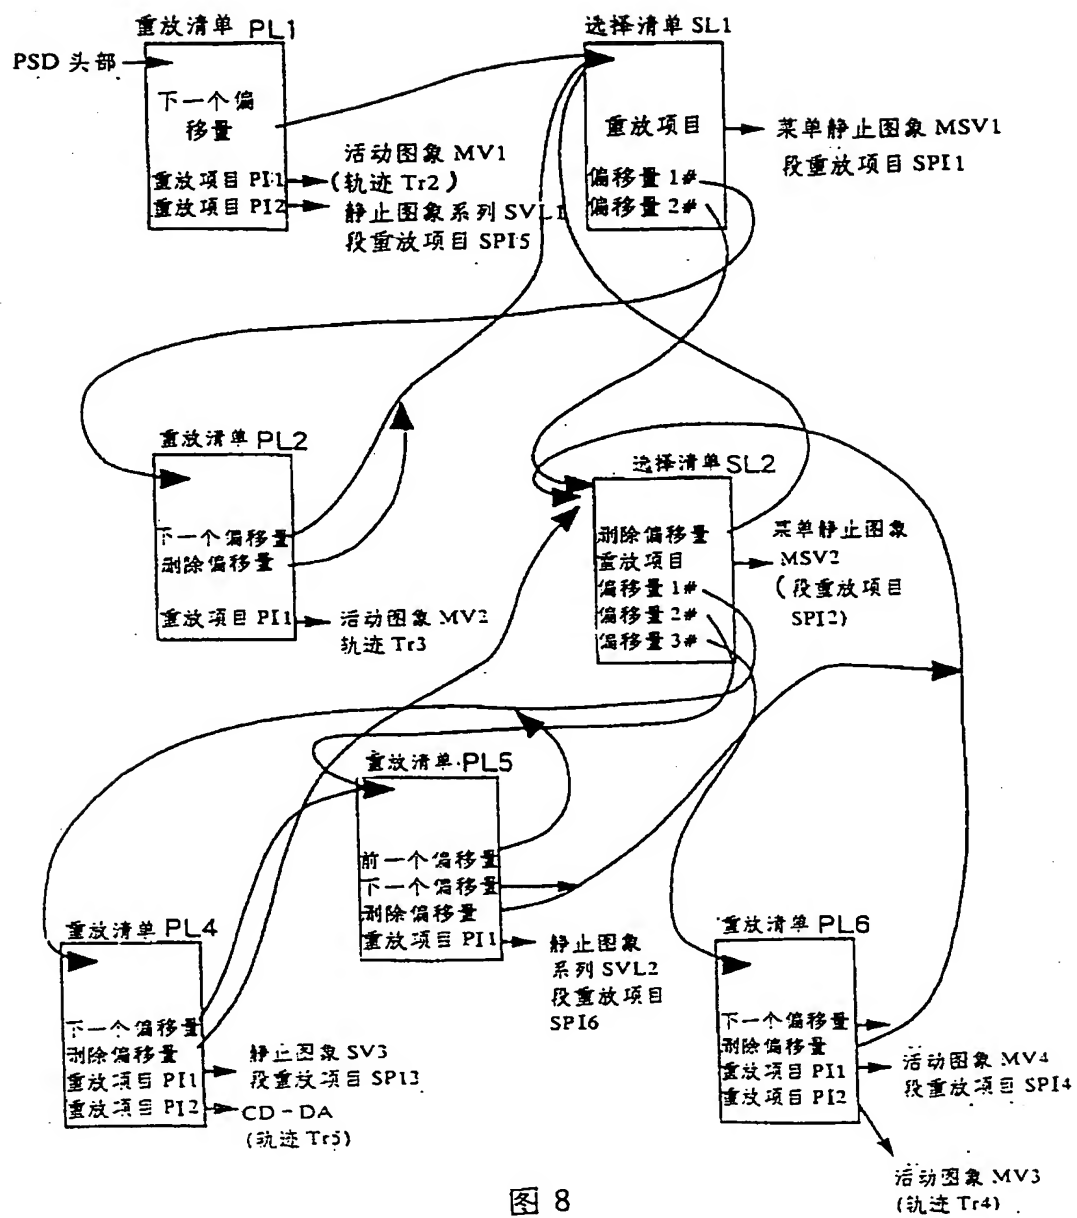 重放清单 PL1
PSD 头部
下一个偏
移量
重放项目 PI1
重放项目 PI2
活动图象 MV1
(轨迹 Tr2)
静止图象系列 SVL1
段重放项目 SPI5
选择清单 SL1
重放项目
偏移量 1#
偏移量 2#
菜单静止图象 MSV1
段重放项目 SPI1
重放清单 PL2
下一个偏移量
删除偏移量
重放项目 PI1
活动图象 MV2
轨迹 Tr3
选择清单 SL2
删除偏移量
重放项目
偏移量 1#
偏移量 2#
偏移量 3#
菜单静止图象
MSV2
(段重放项目
SPI2)
重放清单 PL5
前一个偏移量
下一个偏移量
删除偏移量
重放项目 PI1
静止图象
系列 SVL2
段重放项目
SPI6
重放清单 PL4
下一个偏移量
删除偏移量
重放项目 PI1
重放项目 PI2
静止图象 SV3
段重放项目 SPI3
CD-DA
(轨迹 Tr5)
重放清单 PL6
下一个偏移量
删除偏移量
重放项目 PI1
重放项目 PI2
活动图象 MV4
段重放项目 SPI4
活动图象 MV3
(轨迹 Tr4)
图 8